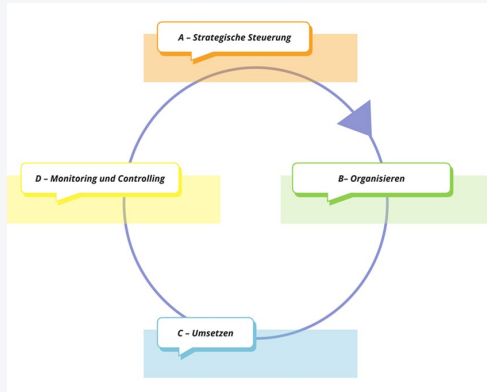 A – Strategische Steuerung
D – Monitoring und Controlling
B– Organisieren
C – Umsetzen